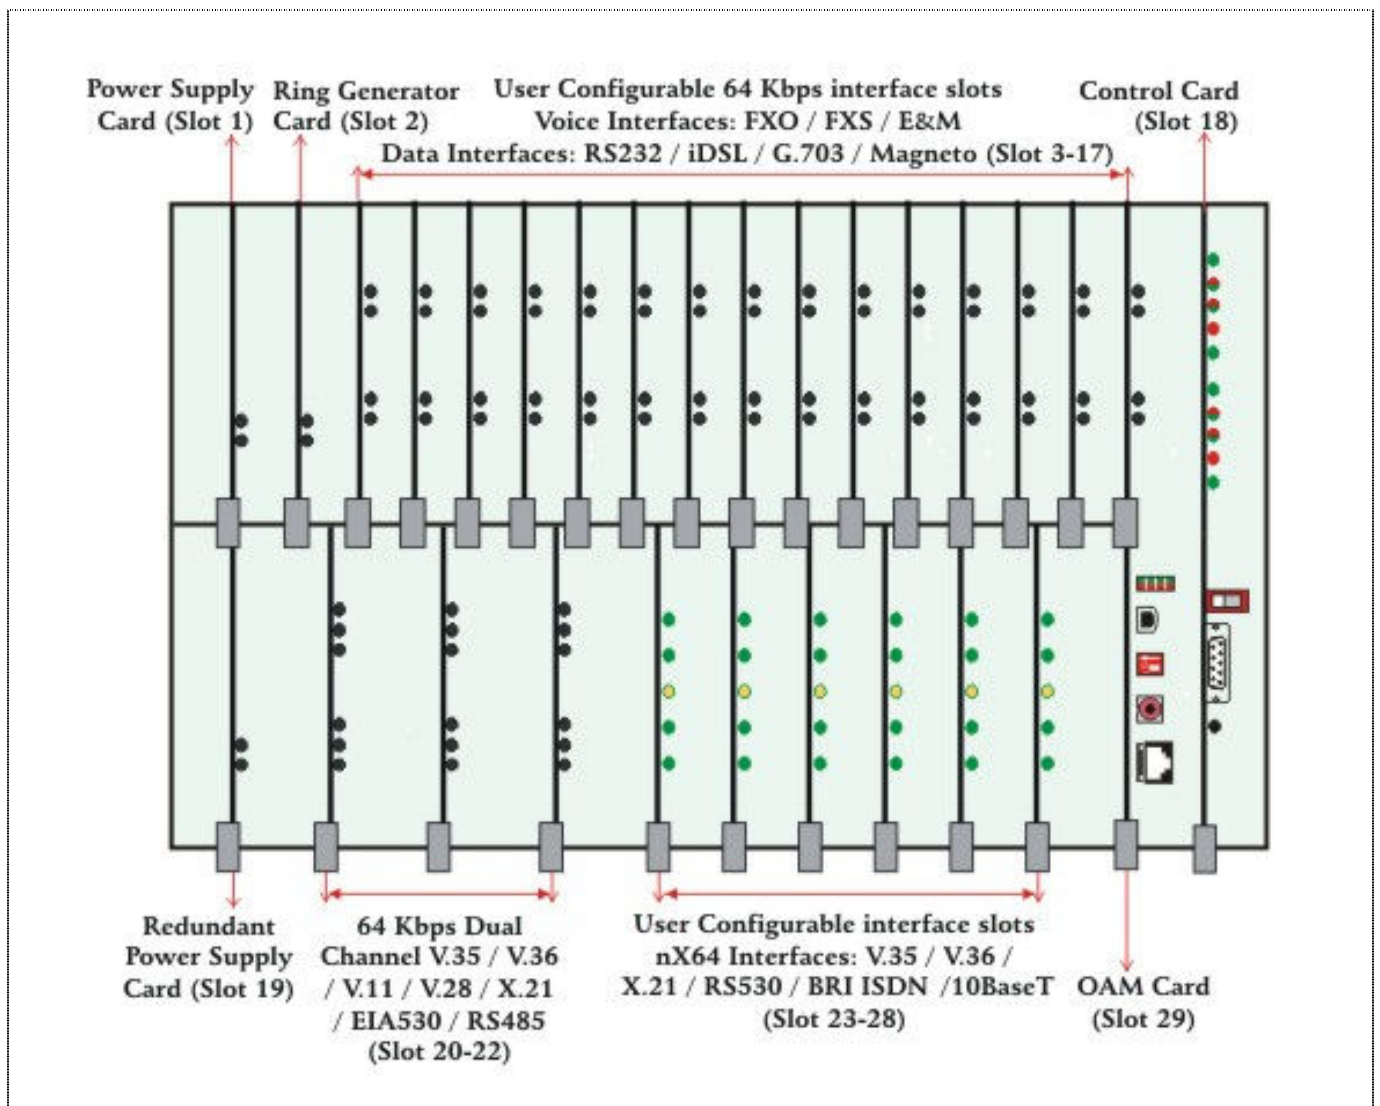 Power Supply
Card (Slot 1)
Ring Generator
Card (Slot 2)
User Configurable 64 Kbps interface slots
Voice Interfaces: FXO / FXS / E&M
Data Interfaces: RS232 / iDSL / G.703 / Magneto (Slot 3-17)
Control Card
(Slot 18)
Redundant
Power Supply
Card (Slot 19)
64 Kbps Dual
Channel V.35 / V.36
/ V.11 / V.28 / X.21
/ EIA530 / RS485
(Slot 20-22)
User Configurable interface slots
nX64 Interfaces: V.35 / V.36 /
X.21 / RS530 / BRI ISDN /10BaseT
(Slot 23-28)
OAM Card
(Slot 29)